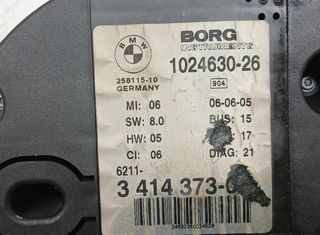 BMW
BORG
INSTRUMENTS
1024630-26
258115-10
GERMANY
904
MI: 06 06-06-05
SW: 8.0 BUS: 15
HW: 05 17
CI: 06 DIAG: 21
6211-
3 414 373-